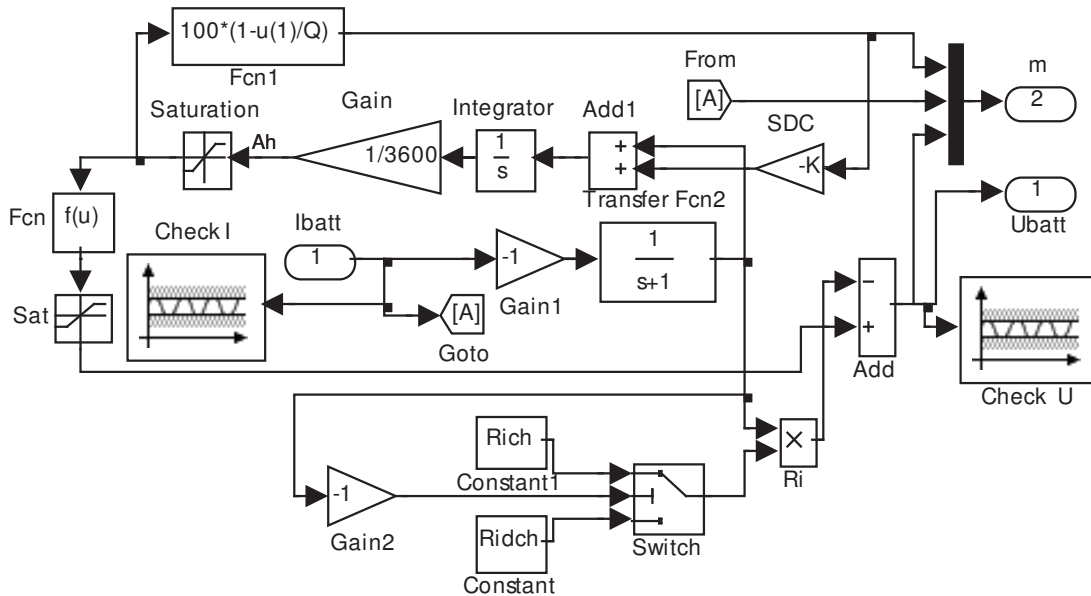 100*(1-u(1)/Q)
Fcn1
From
[A]
m
2
Saturation
Gain
Integrator
Add1
SDC
Ah
1/3600
1
s
+
+
-K
Transfer Fcn2
1
Ubatt
Fcn
f(u)
Check I
Ibatt
1
-1
Gain1
1
s+1
Sat
[A]
Goto
−
+
Add
Check U
Rich
Constant1
×
Ri
-1
Gain2
Ridch
Constant
Switch